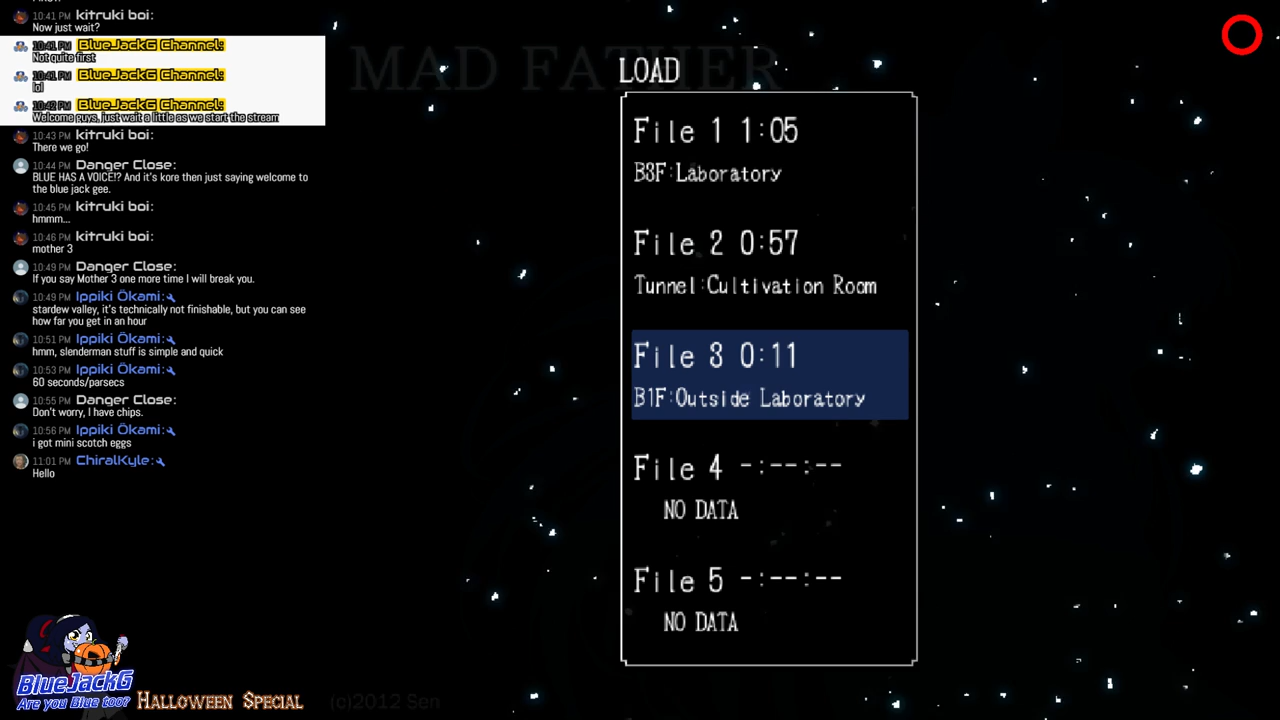 10:41 PM kitruki boi:
Now just wait?
10:41 PM BlueJackG Channel:
Not quite first
10:41 PM BlueJackG Channel:
lol
10:42 PM BlueJackG Channel:
Welcome guys, just wait a little as we start the stream
10:43 PM kitruki boi:
There we go!
10:44 PM Danger Close:
BLUE HAS A VOICE!? And it's kore then just saying welcome to
the blue jack gee.
10:45 PM kitruki boi:
hmmm...
10:46 PM kitruki boi:
mother 3
10:49 PM Danger Close:
If you say Mother 3 one more time I will break you.
10:49 PM Ippiki Ōkami:
stardew valley, it's technically not finishable, but you can see
how far you get in an hour
10:51 PM Ippiki Ōkami:
hmm, slenderman stuff is simple and quick
10:53 PM Ippiki Ōkami:
60 seconds/parsecs
10:55 PM Danger Close:
Don't worry, I have chips.
10:56 PM Ippiki Ōkami:
i got mini scotch eggs
11:01 PM ChiralKyle:
Hello
MAD FATHER
LOAD
File 1 1:05
B3F:Laboratory
File 2 0:57
Tunnel:Cultivation Room
File 3 0:11
B1F:Outside Laboratory
File 4 -:--:--
NO DATA
File 5 -:--:--
NO DATA
BlueJackG
Are you Blue too?
Halloween Special
(c)2012 Sen